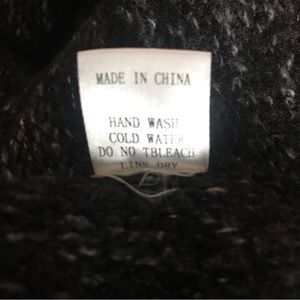 MADE IN CHINA
HAND WASH
COLD WATER
DO NO TBLEACH
LINE DRY